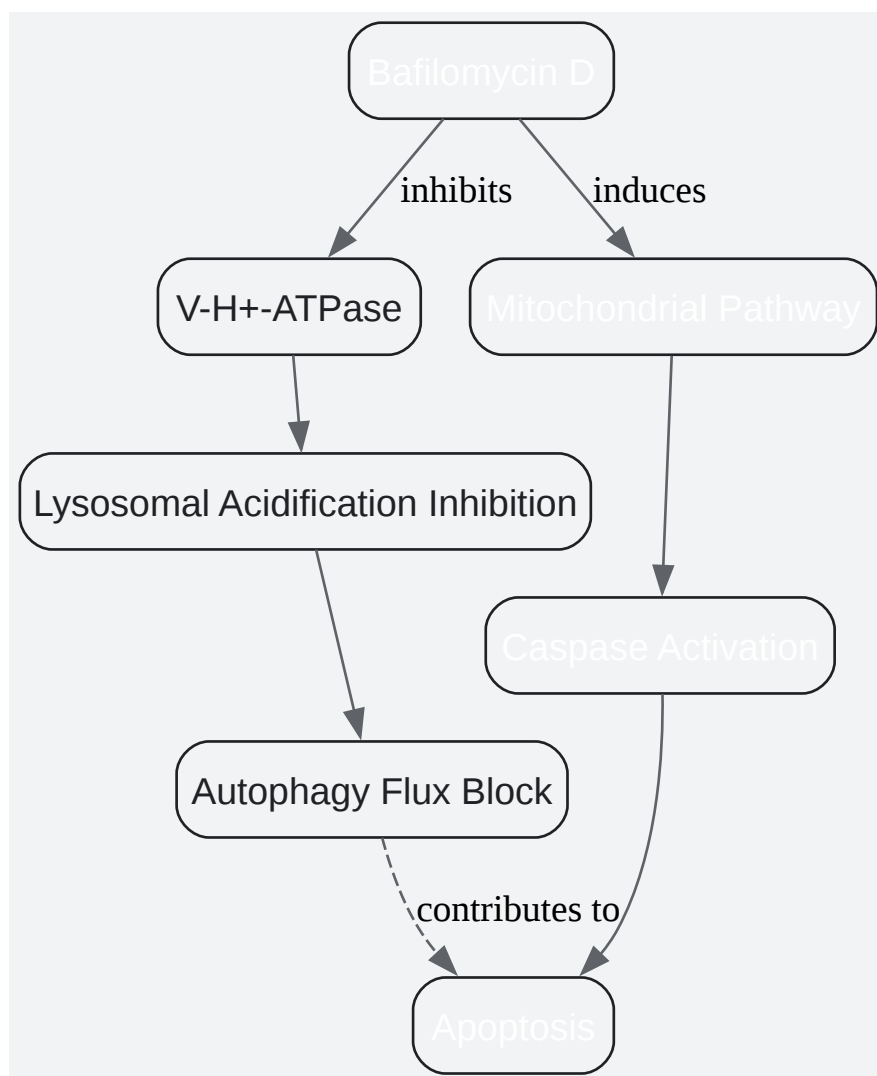 Bafilomycin D
inhibits
induces
V-H+-ATPase
Mitochondrial Pathway
Lysosomal Acidification Inhibition
Caspase Activation
Autophagy Flux Block
contributes to
Apoptosis